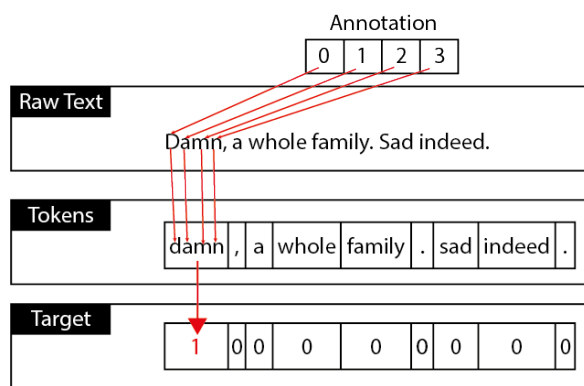 Annotation
0 1 2 3
Raw Text
Damn, a whole family. Sad indeed.
Tokens
damn , a whole family . sad indeed .
Target
1 0 0 0 0 0 0 0 0